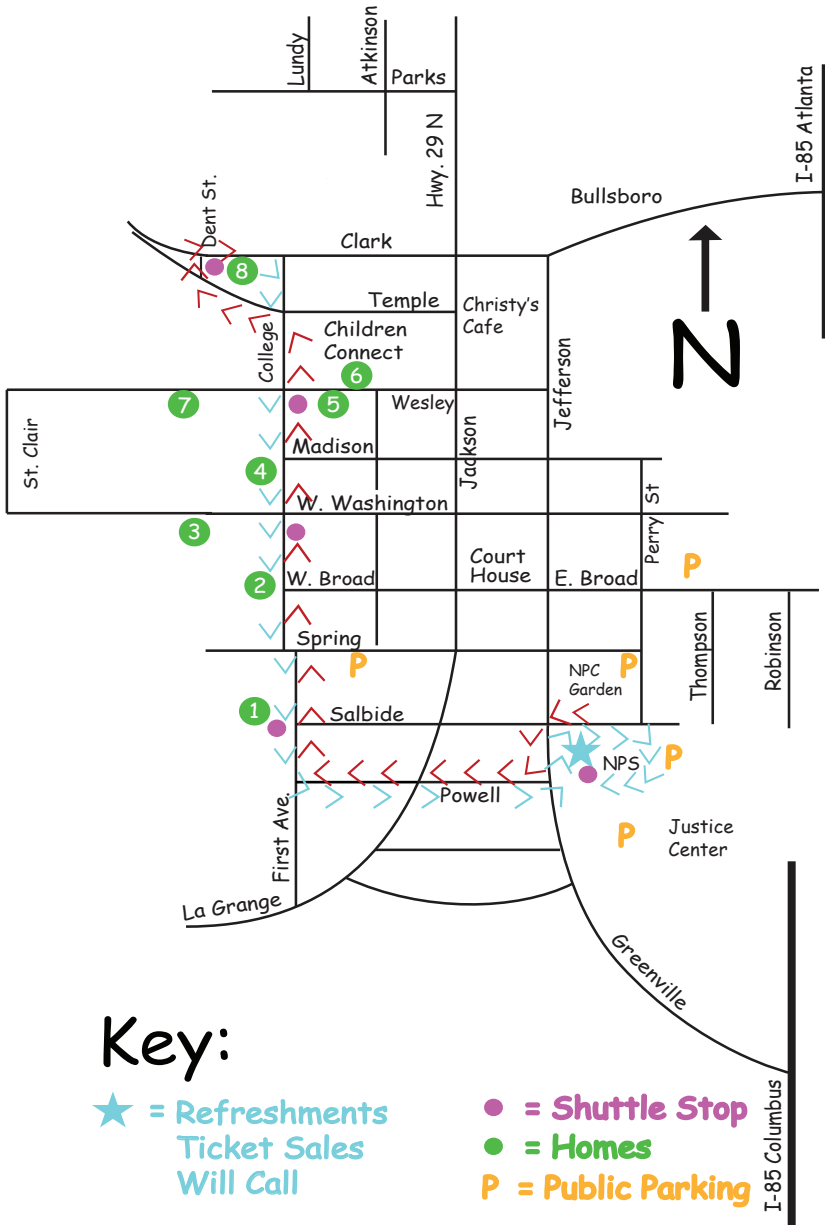 Lundy
Atkinson
Parks
Hwy. 29 N
I-85 Atlanta
Bullsboro
Dent St.
Clark
8
N
Temple
Christy's
Cafe
College
Children
Connect
Jefferson
6
7
5
Wesley
St. Clair
Madison
Jackson
4
W. Washington
Perry St
3
Court
House
P
2
W. Broad
E. Broad
Spring
Thompson
Robinson
P
P
NPC
Garden
1
Salbide
NPS
P
Powell
First Ave.
P
Justice
Center
La Grange
Greenville
Key:
= Refreshments
Ticket Sales
Will Call
= Shuttle Stop
= Homes
P = Public Parking
I-85 Columbus